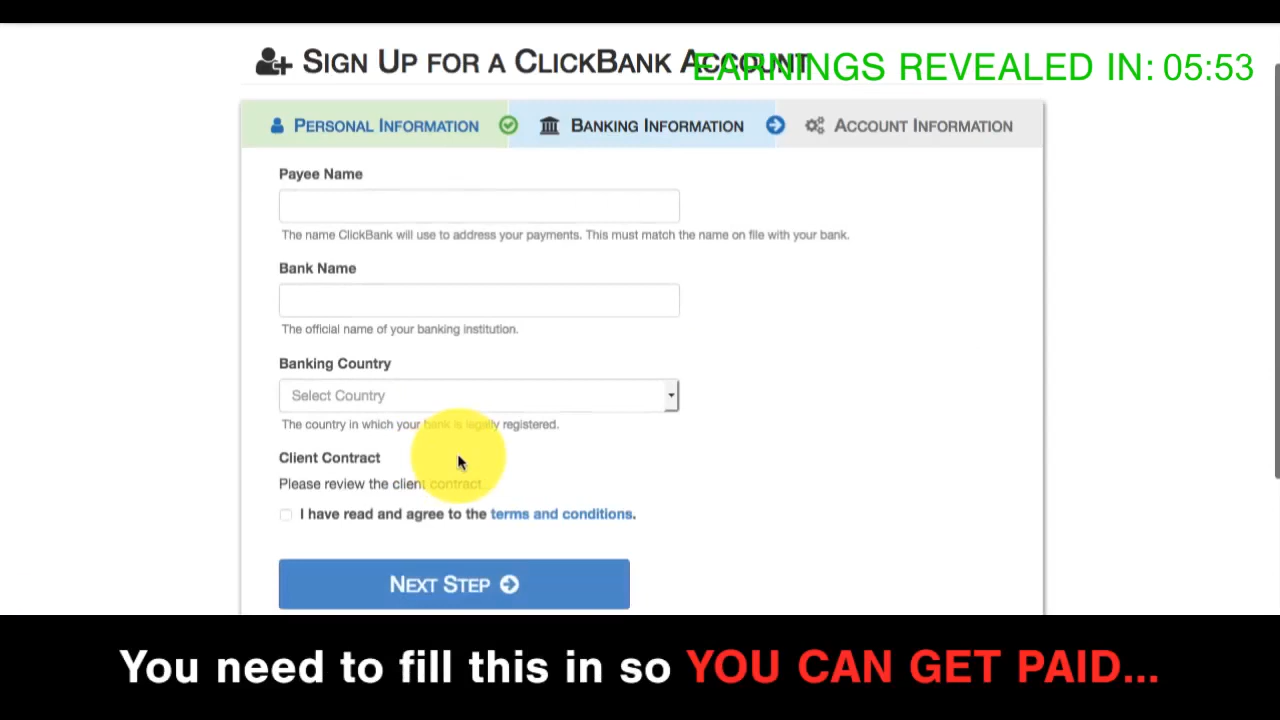 SIGN UP FOR A CLICKBANK ACCOUNT
EARNINGS REVEALED IN: 05:53
PERSONAL INFORMATION
BANKING INFORMATION
ACCOUNT INFORMATION
Payee Name
The name ClickBank will use to address your payments. This must match the name on file with your bank.
Bank Name
The official name of your banking institution.
Banking Country
Select Country
The country in which your bank is legally registered.
Client Contract
Please review the client contract...
I have read and agree to the terms and conditions.
NEXT STEP
You need to fill this in so YOU CAN GET PAID...